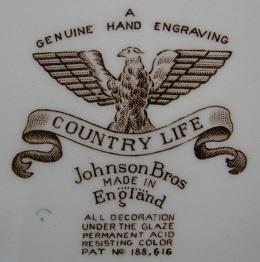 A
GENUINE HAND ENGRAVING
COUNTRY LIFE
Johnson Bros
MADE IN
England
ALL DECORATION
UNDER THE GLAZE
PERMANENT ACID
RESISTING COLOR
PAT NO 188,616